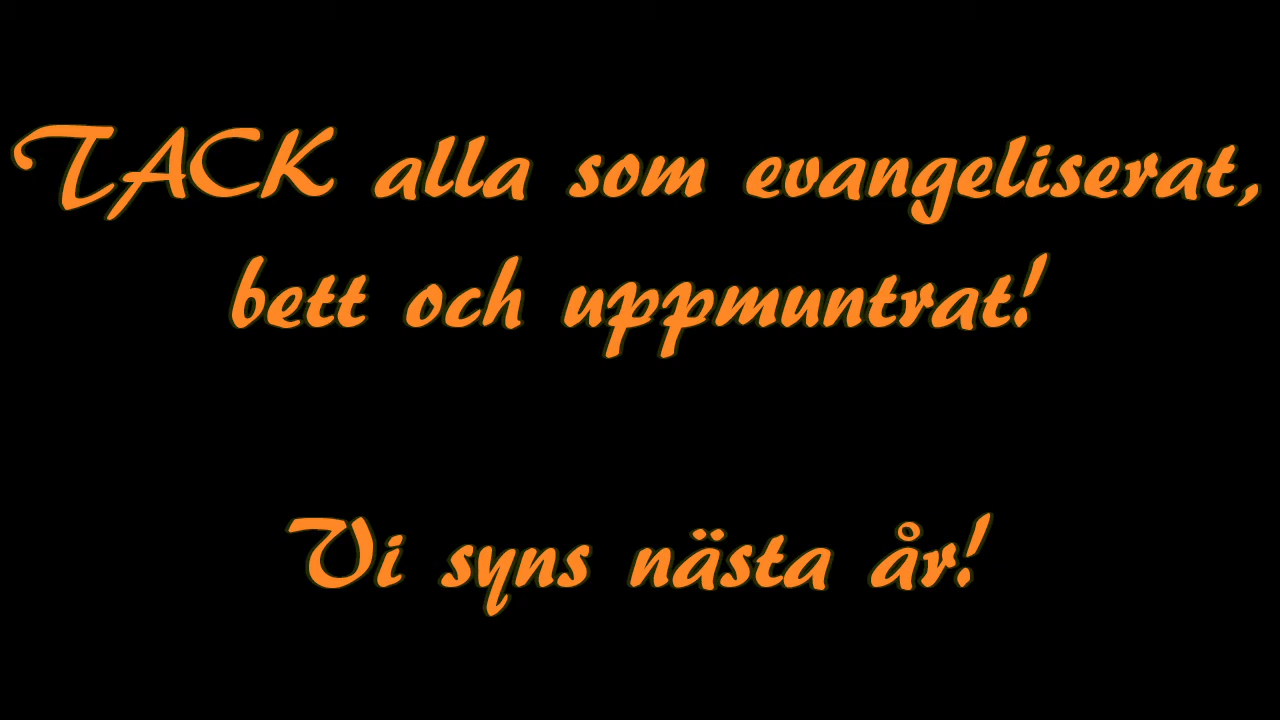 TACK alla som evangeliserat,
bett och uppmuntrat!
Vi syns nästa år!